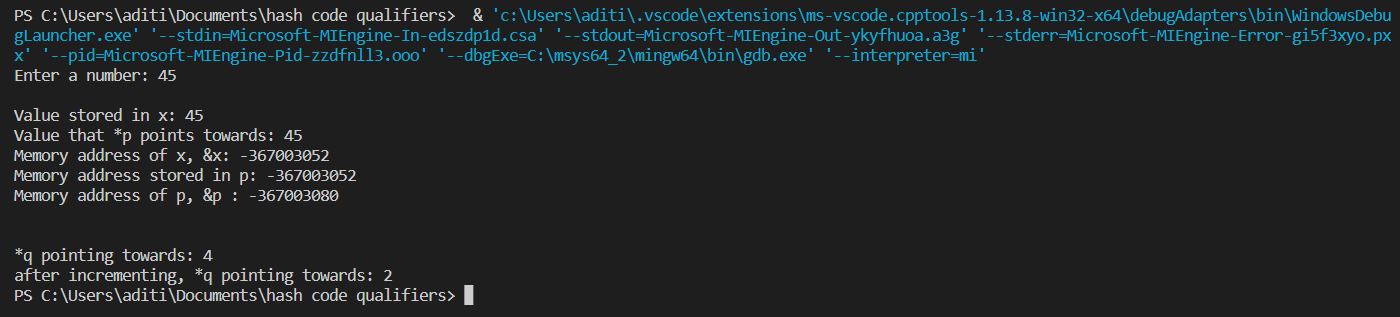 PS C:\Users\aditi\Documents\hash code qualifiers>  & 'c:\Users\aditi\.vscode\extensions\ms-vscode.cpptools-1.13.8-win32-x64\debugAdapters\bin\WindowsDebu
gLauncher.exe' '--stdin=Microsoft-MIEngine-In-edszdp1d.csa' '--stdout=Microsoft-MIEngine-Out-ykyfhuoa.a3g' '--stderr=Microsoft-MIEngine-Error-gi5f3xyo.px
x' '--pid=Microsoft-MIEngine-Pid-zzdfnll3.ooo' '--dbgExe=C:\msys64_2\mingw64\bin\gdb.exe' '--interpreter=mi'
Enter a number: 45
Value stored in x: 45
Value that *p points towards: 45
Memory address of x, &x: -367003052
Memory address stored in p: -367003052
Memory address of p, &p : -367003080
*q pointing towards: 4
after incrementing, *q pointing towards: 2
PS C:\Users\aditi\Documents\hash code qualifiers>